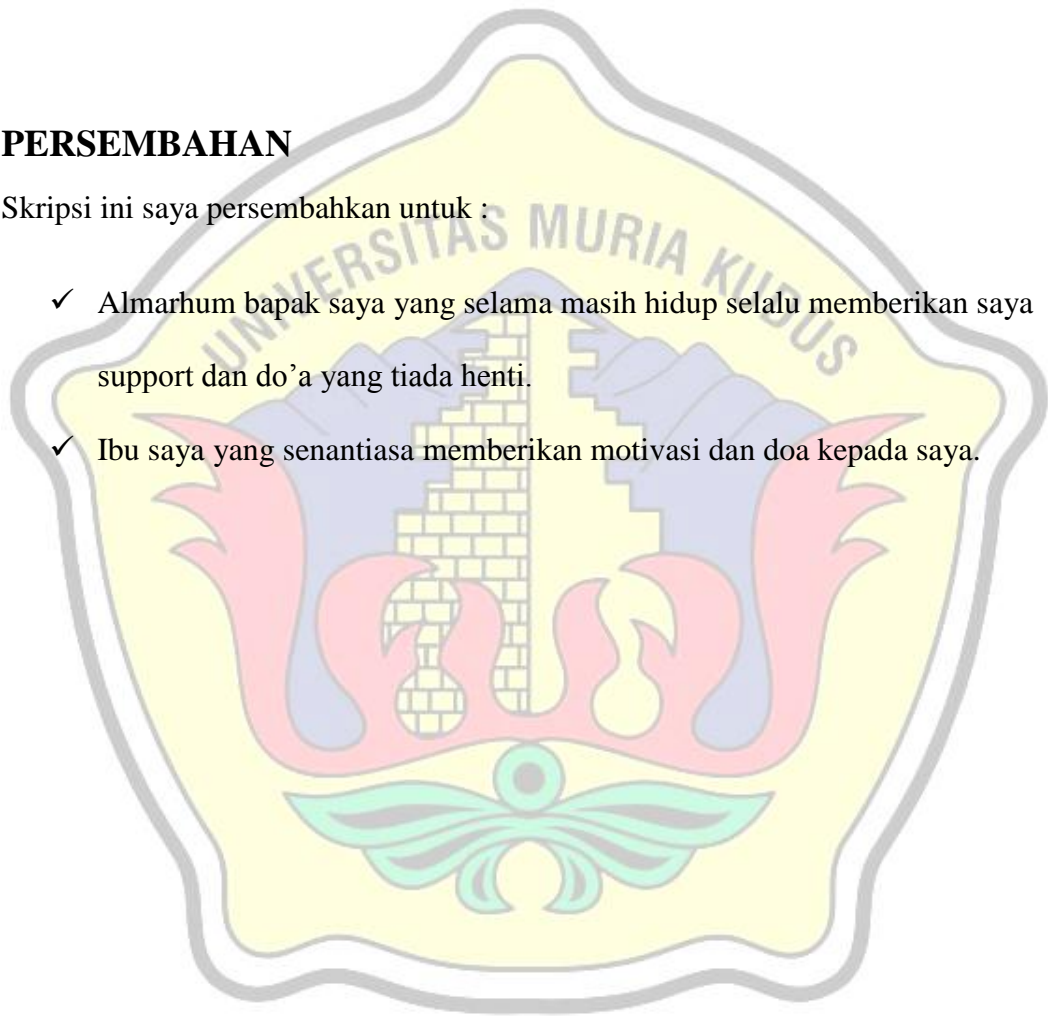 PERSEMBAHAN
Skripsi ini saya persembahkan untuk :
UNIVERSITAS MURIA KUDUS
✓ Almarhum bapak saya yang selama masih hidup selalu memberikan saya
support dan do’a yang tiada henti.
✓ Ibu saya yang senantiasa memberikan motivasi dan doa kepada saya.